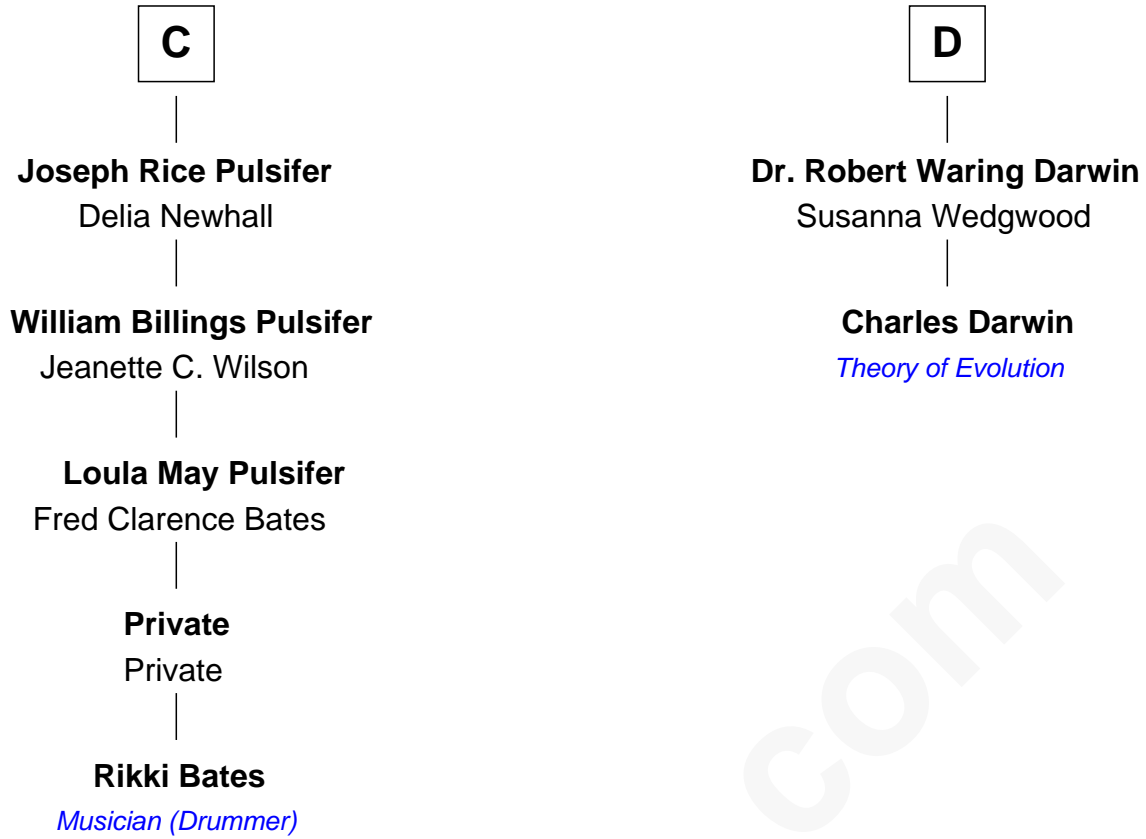 C
Joseph Rice Pulsifer
Delia Newhall
William Billings Pulsifer
Jeanette C. Wilson
Loula May Pulsifer
Fred Clarence Bates
Private
Private
Rikki Bates
Musician (Drummer)
D
Dr. Robert Waring Darwin
Susanna Wedgwood
Charles Darwin
Theory of Evolution
com